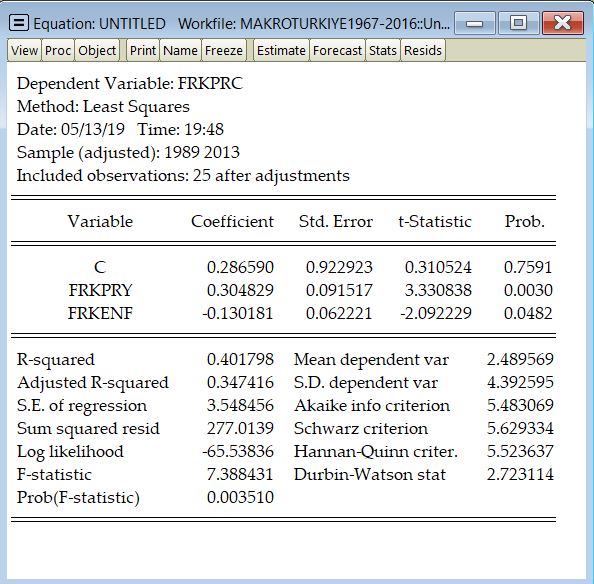 Equation: UNTITLED Workfile: MAKROTURKIYE1967-2016::Un...
View Proc Object Print Name Freeze Estimate Forecast Stats Resids
Dependent Variable: FRKPRC
Method: Least Squares
Date: 05/13/19 Time: 19:48
Sample (adjusted): 1989 2013
Included observations: 25 after adjustments
Variable Coefficient Std. Error t-Statistic Prob.
C 0.286590 0.922923 0.310524 0.7591
FRKPRY 0.304829 0.091517 3.330838 0.0030
FRKENF -0.130181 0.062221 -2.092229 0.0482
R-squared 0.401798 Mean dependent var 2.489569
Adjusted R-squared 0.347416 S.D. dependent var 4.392595
S.E. of regression 3.548456 Akaike info criterion 5.483069
Sum squared resid 277.0139 Schwarz criterion 5.629334
Log likelihood -65.53836 Hannan-Quinn criter. 5.523637
F-statistic 7.388431 Durbin-Watson stat 2.723114
Prob(F-statistic) 0.003510